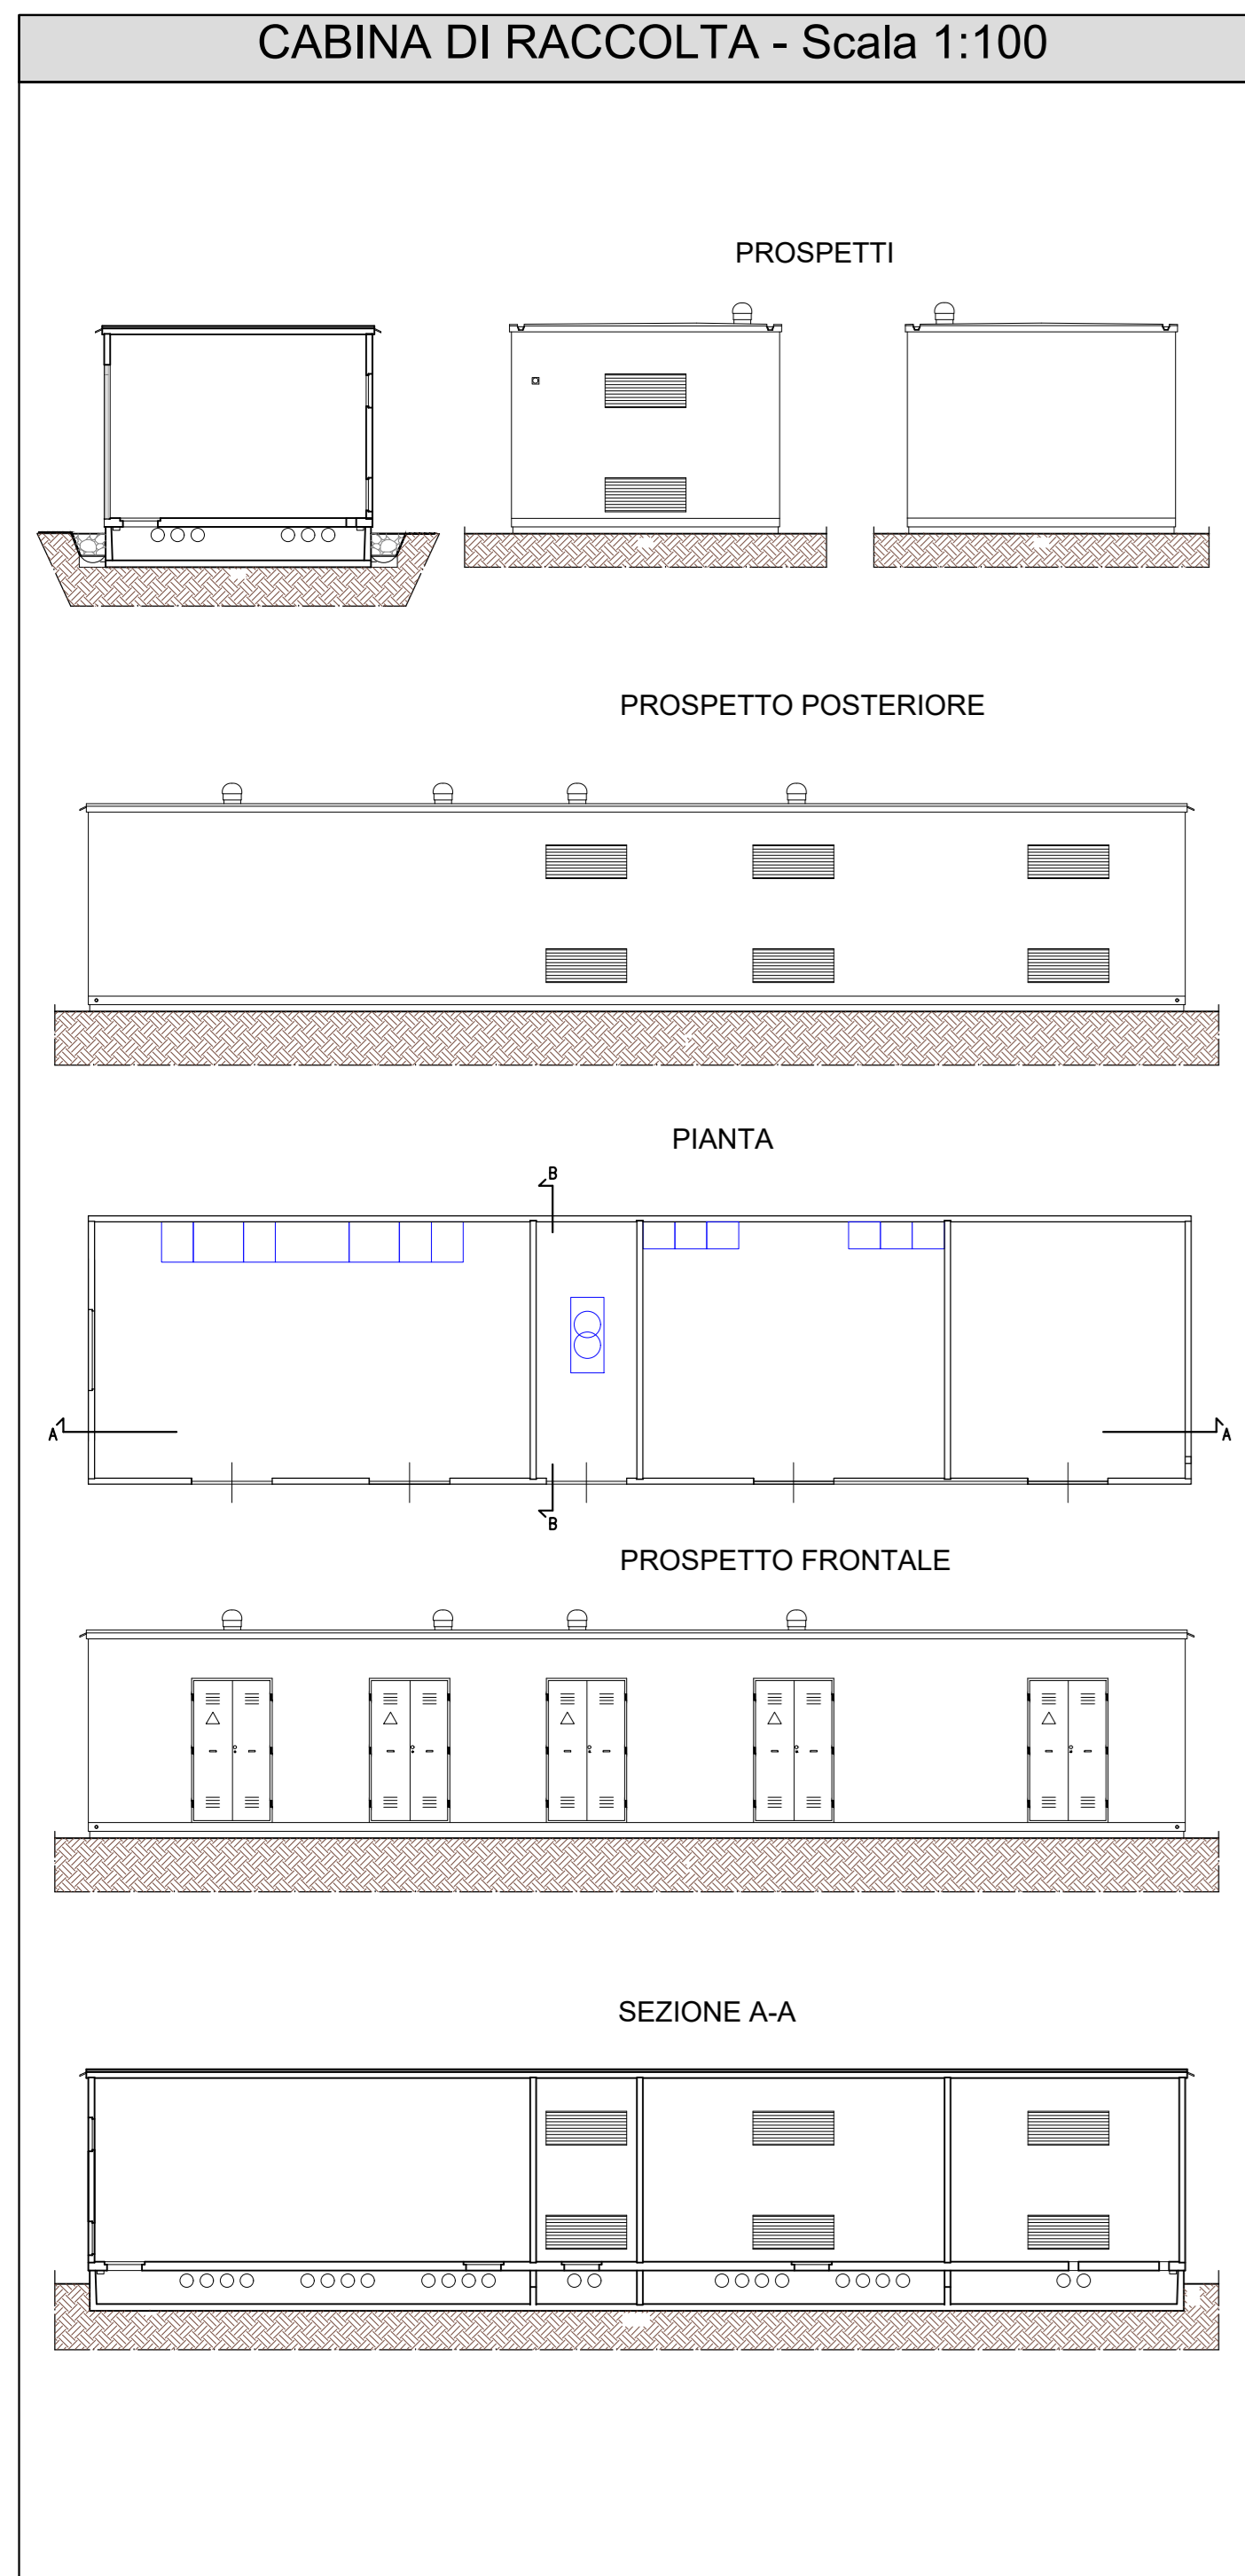 CABINA DI RACCOLTA - Scala 1:100
PROSPETTI
PROSPETTO POSTERIORE
PIANTA
B
A
A
B
PROSPETTO FRONTALE
SEZIONE A-A